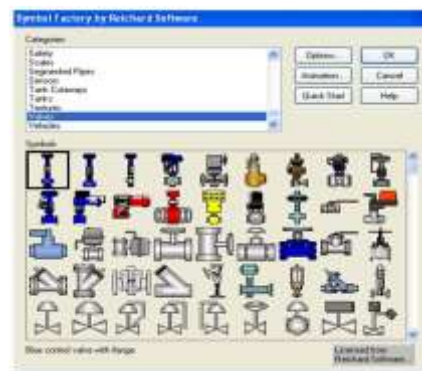 Symbol Factory by Reichard Software
Categories
Safety
Scales
Segmented Pipes
Sensors
Tank Cutaways
Tanks
Textures
Valves
Vehicles
Options...
OK
Animation...
Cancel
Quick Start
Help
Symbols
Blue control valve with flange
Licensed from
Reichard Software